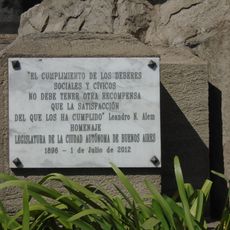 "EL CUMPLIMIENTO DE LOS DEBERES
SOCIALES Y CÍVICOS
NO DEBE TENER OTRA RECOMPENSA
QUE LA SATISFACCIÓN
DEL QUE LOS HA CUMPLIDO" Leandro N. Alem
HOMENAJE
LEGISLATURA DE LA CIUDAD AUTÓNOMA DE BUENOS AIRES
1896 - 1 de Julio de 2012